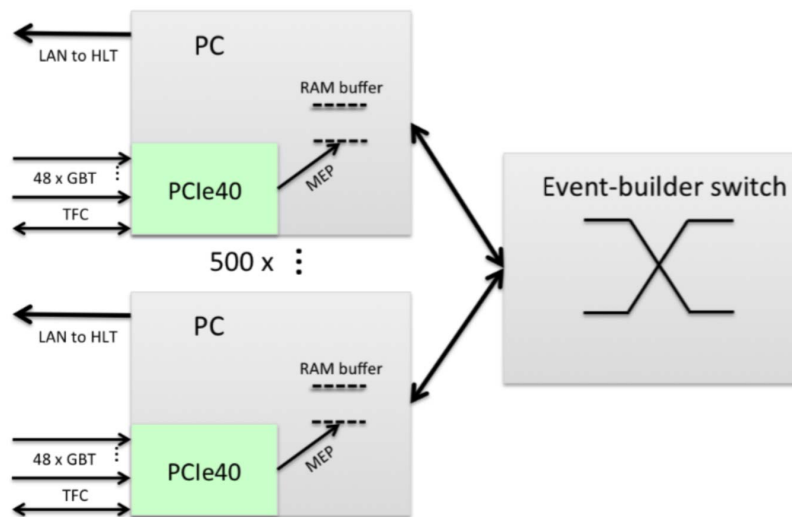 PC
LAN to HLT
RAM buffer
48 x GBT
PCIe40
MEP
TFC
Event-builder switch
500 x
PC
LAN to HLT
RAM buffer
48 x GBT
PCIe40
MEP
TFC